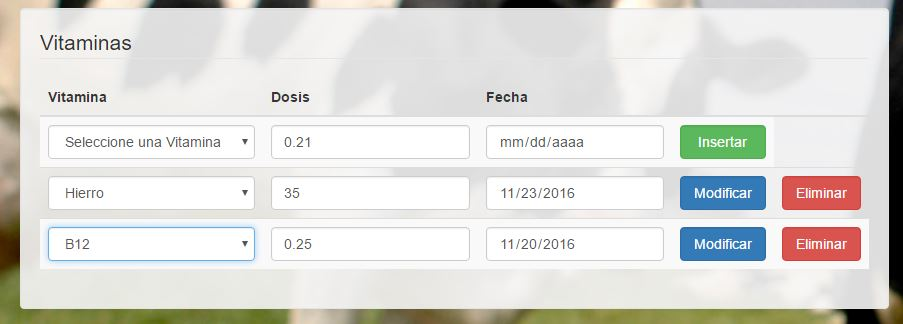 Vitaminas
Vitamina Dosis Fecha
Seleccione una Vitamina 0.21 mm/dd/aaaa Insertar
Hierro 35 11/23/2016 Modificar Eliminar
B12 0.25 11/20/2016 Modificar Eliminar